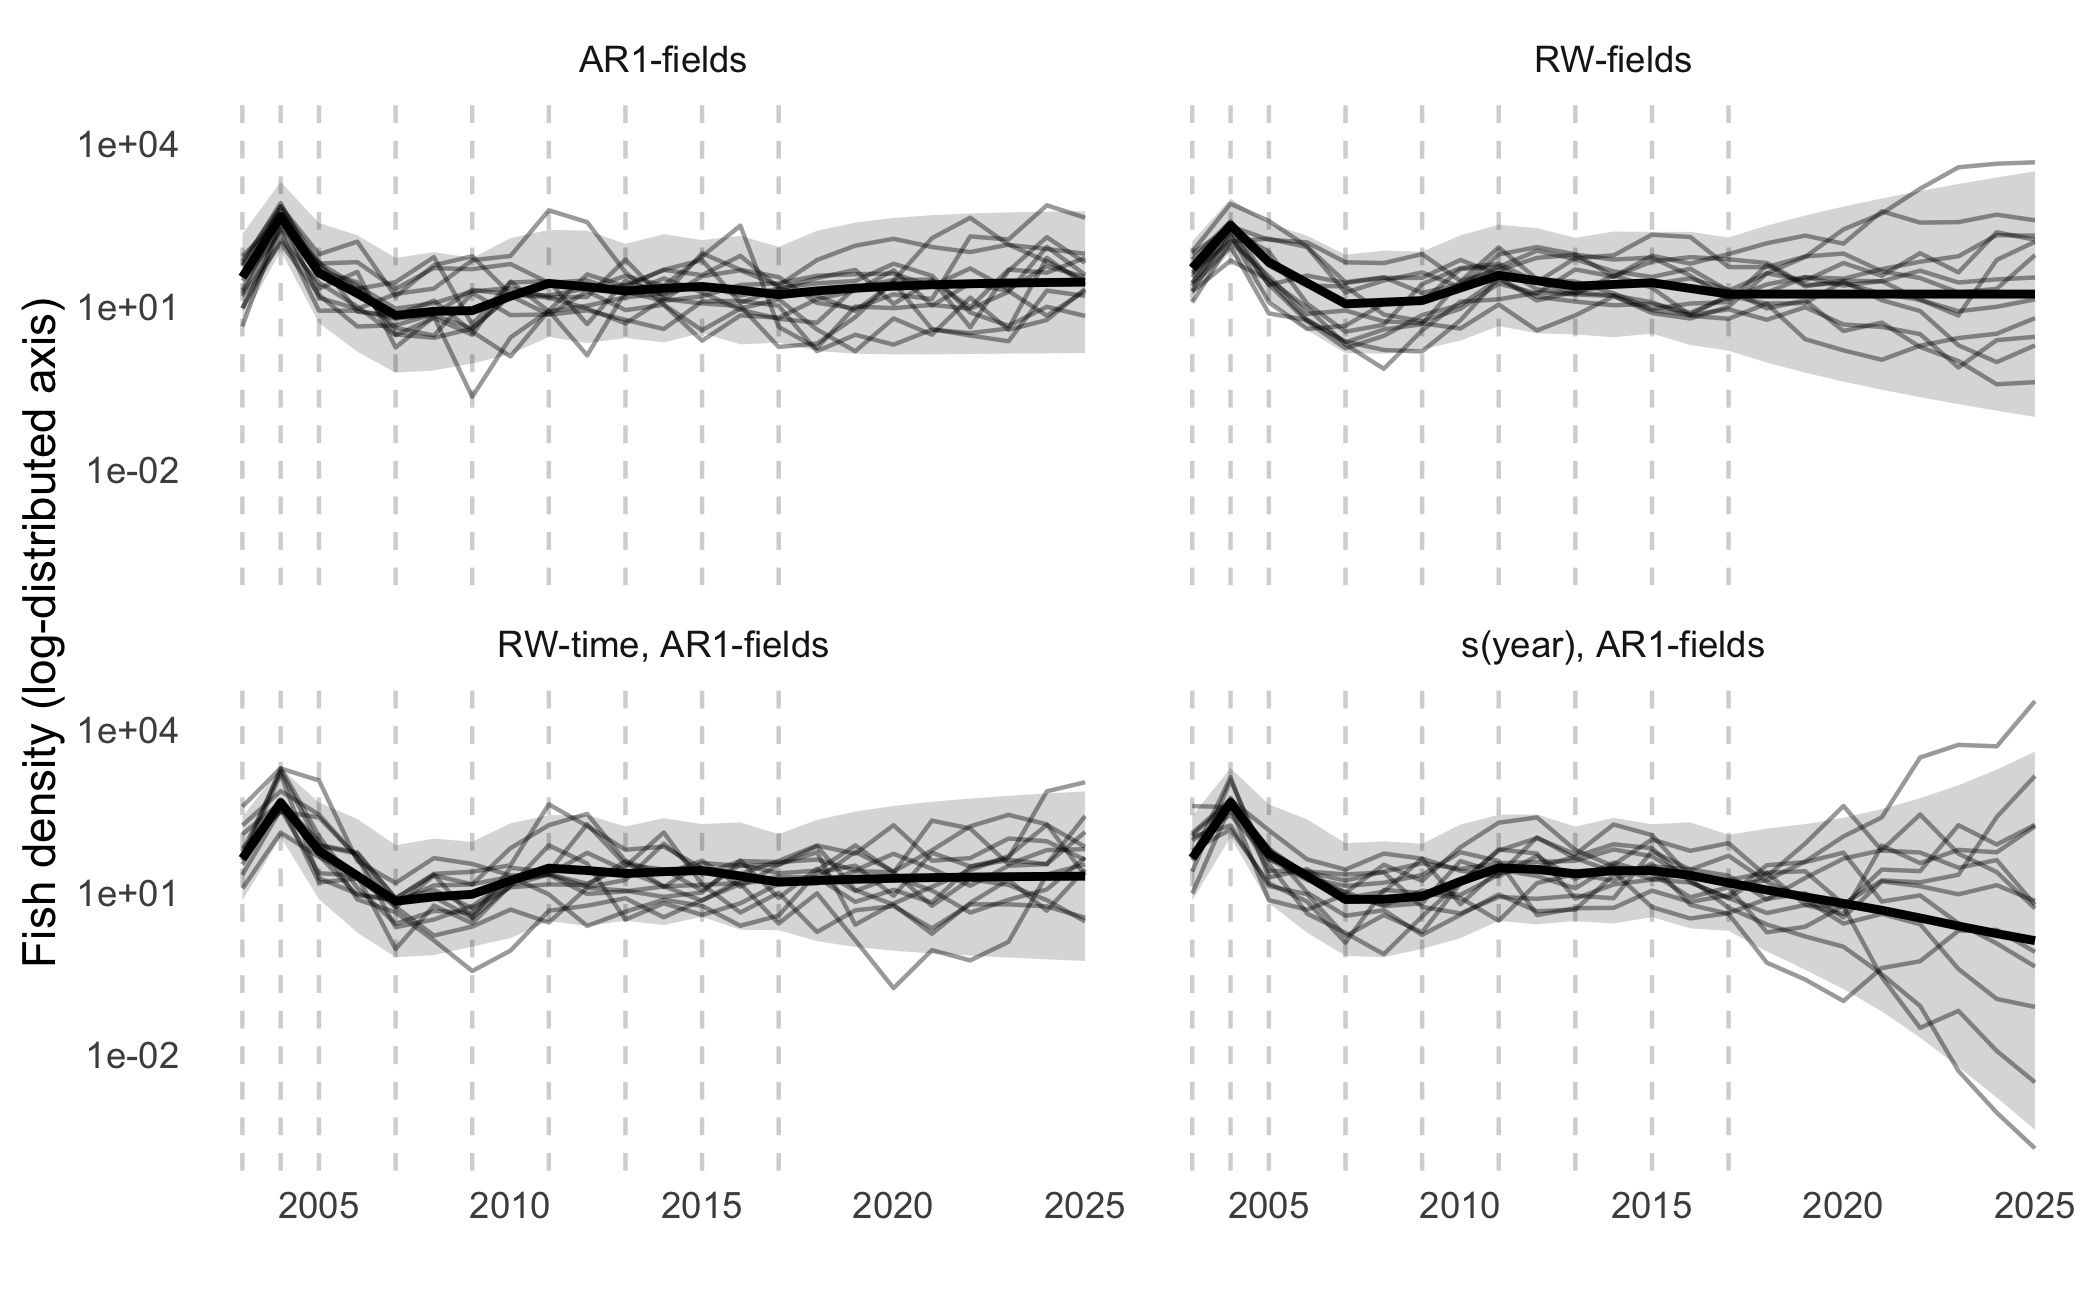 AR1-fields
RW-fields
1e+04
1e+01
1e-02
Fish density (log-distributed axis)
RW-time, AR1-fields
s(year), AR1-fields
1e+04
1e+01
1e-02
2005 2010 2015 2020 2025
2005 2010 2015 2020 2025